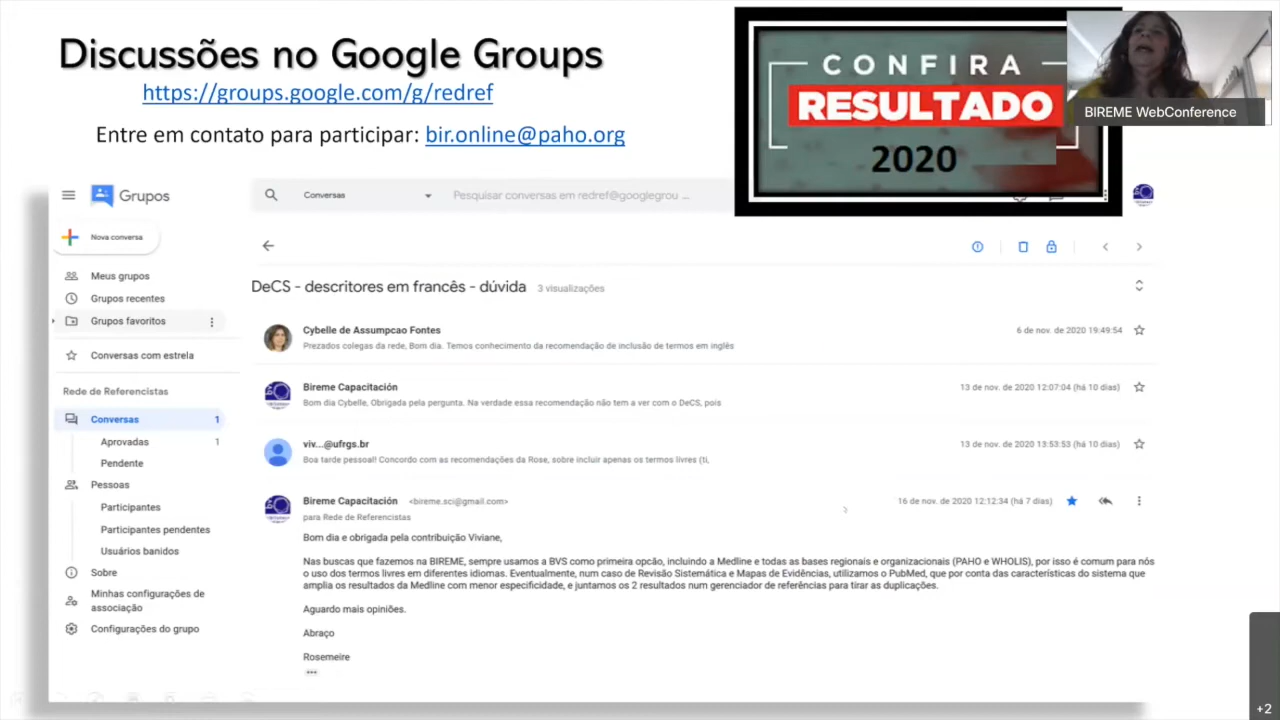 Discussões no Google Groups
https://groups.google.com/g/redref
Entre em contato para participar: bir.online@paho.org
CONFIRA
RESULTADO
2020
BIREME WebConference
Grupos
Conversas
Pesquisar conversas em redref@googlegrou ...
Nova conversa
Meus grupos
Grupos recentes
Grupos favoritos
Conversas com estrela
Rede de Referencistas
Conversas 1
Aprovadas 1
Pendente
Pessoas
Participantes
Participantes pendentes
Usuários banidos
Sobre
Minhas configurações de
associação
Configurações do grupo
DeCS - descritores em francês - dúvida 3 visualizações
Cybelle de Assumpcao Fontes 6 de nov. de 2020 19:49:54
Prezados colegas da rede, Bom dia. Temos conhecimento da recomendação de inclusão de termos em inglês
Bireme Capacitación 13 de nov. de 2020 12:07:04 (há 10 dias)
Bom dia Cybelle, Obrigada pela pergunta. Na verdade essa recomendação não tem a ver com o DeCS, pois
viv...@ufrgs.br 13 de nov. de 2020 13:53:53 (há 10 dias)
Boa tarde pessoal! Concordo com as recomendações da Rose, sobre incluir apenas os termos livres (ti,
Bireme Capacitación <bireme.sci@gmail.com> 16 de nov. de 2020 12:12:34 (há 7 dias)
para Rede de Referencistas
Bom dia e obrigada pela contribuição Viviane,
Nas buscas que fazemos na BIREME, sempre usamos a BVS como primeira opcão, incluindo a Medline e todas as bases regionais e organizacionais (PAHO e WHOLIS), por isso é comum para nós
o uso dos termos livres em diferentes idiomas. Eventualmente, num caso de Revisão Sistemática e Mapas de Evidências, utilizamos o PubMed, que por conta das características do sistema que
amplia os resultados da Medline com menor especificidade, e juntamos os 2 resultados num gerenciador de referências para tirar as duplicações.
Aguardo mais opiniões.
Abraço
Rosemeire
+2